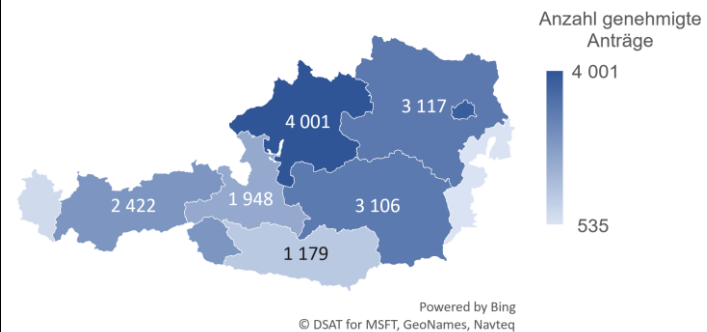 Anzahl genehmigte
Anträge
4 001
535
4 001
3 117
2 422
1 948
3 106
1 179
Powered by Bing
© DSAT for MSFT, GeoNames, Navteq